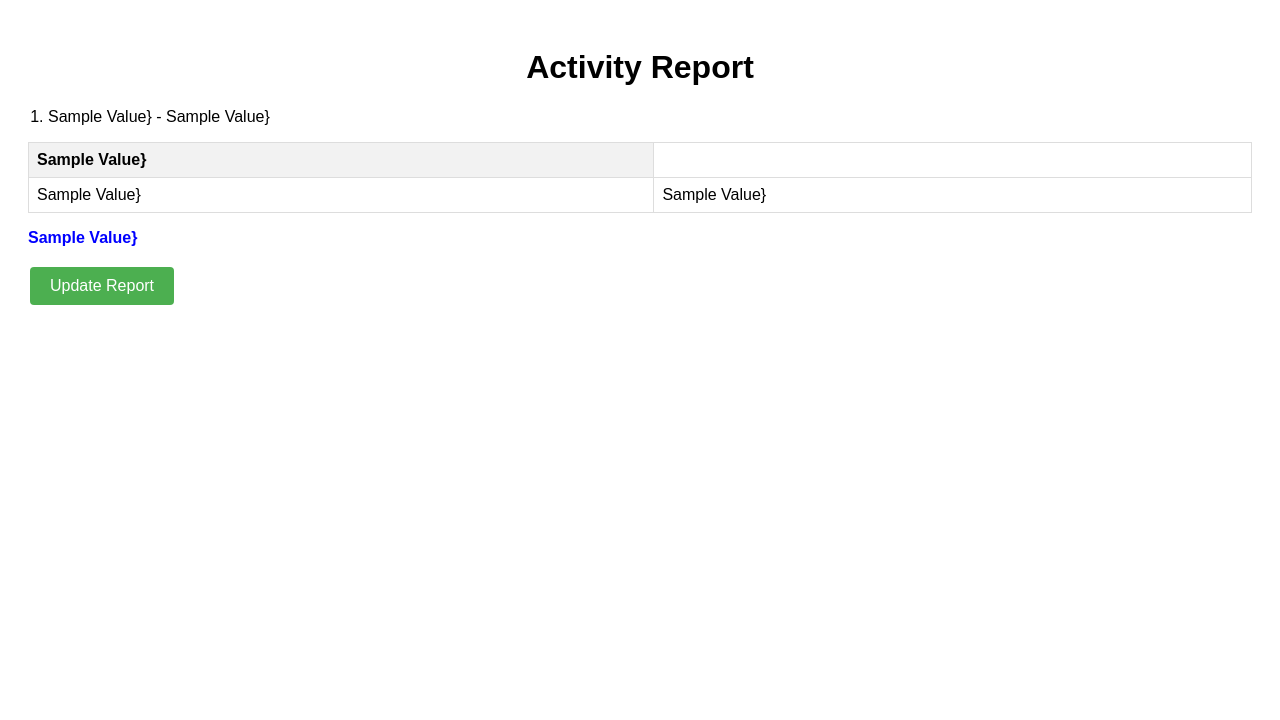 Activity Report
1. Sample Value} - Sample Value}
Sample Value}
Sample Value} Sample Value}
Sample Value}
Update Report